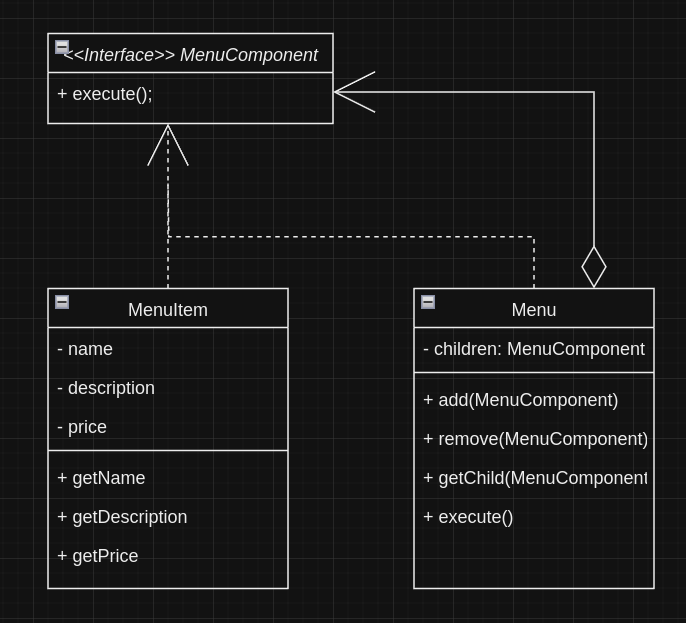 <<Interface>> MenuComponent
+ execute();
MenuItem
- name
- description
- price
+ getName
+ getDescription
+ getPrice
Menu
- children: MenuComponent
+ add(MenuComponent)
+ remove(MenuComponent)
+ getChild(MenuComponent
+ execute()